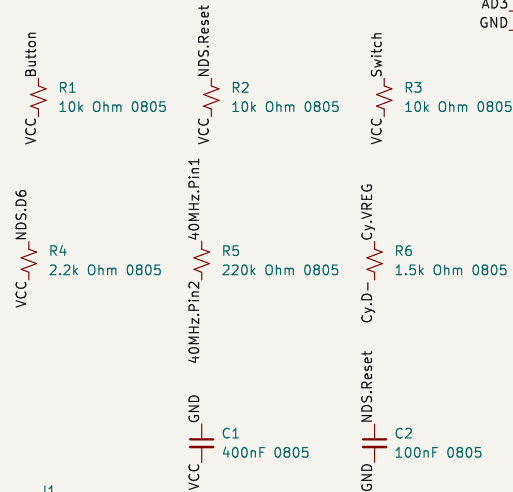 AD3
GND
Button
R1
10k Ohm 0805
VCC
NDS.Reset
R2
10k Ohm 0805
VCC
Switch
R3
10k Ohm 0805
VCC
NDS.D6
R4
2.2k Ohm 0805
VCC
40MHz.Pin1
R5
220k Ohm 0805
40MHz.Pin2
Cy.VREG
R6
1.5k Ohm 0805
Cy.D-
GND
C1
400nF 0805
VCC
NDS.Reset
C2
100nF 0805
GND
J1